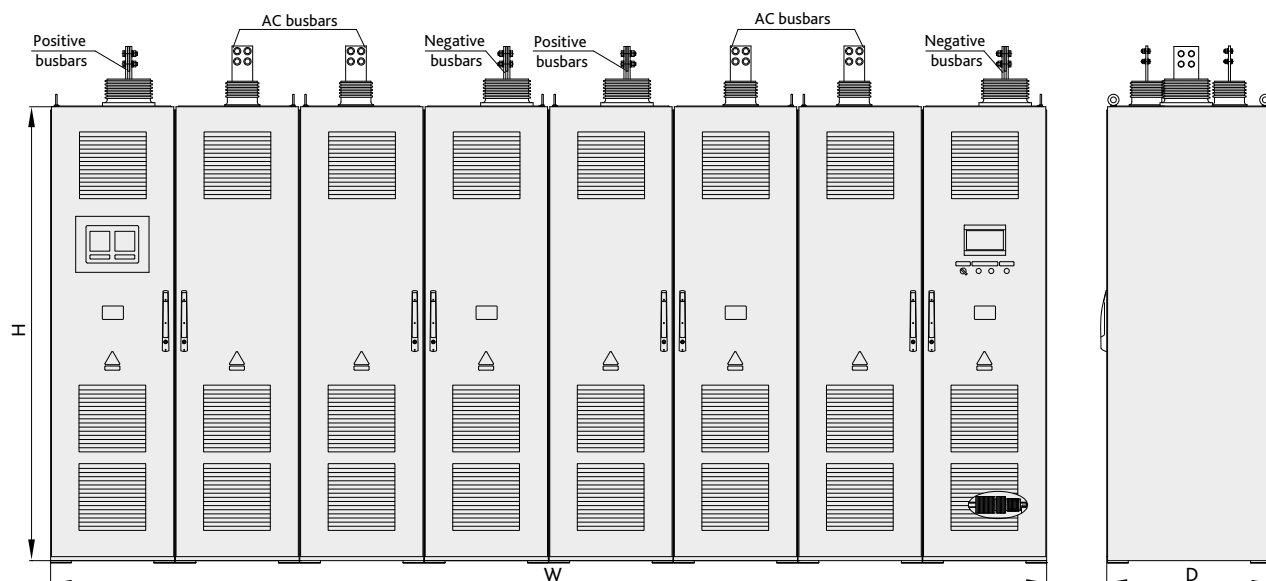 AC busbars
AC busbars
Positive
busbars
Negative
busbars
Positive
busbars
Negative
busbars
H
W
D